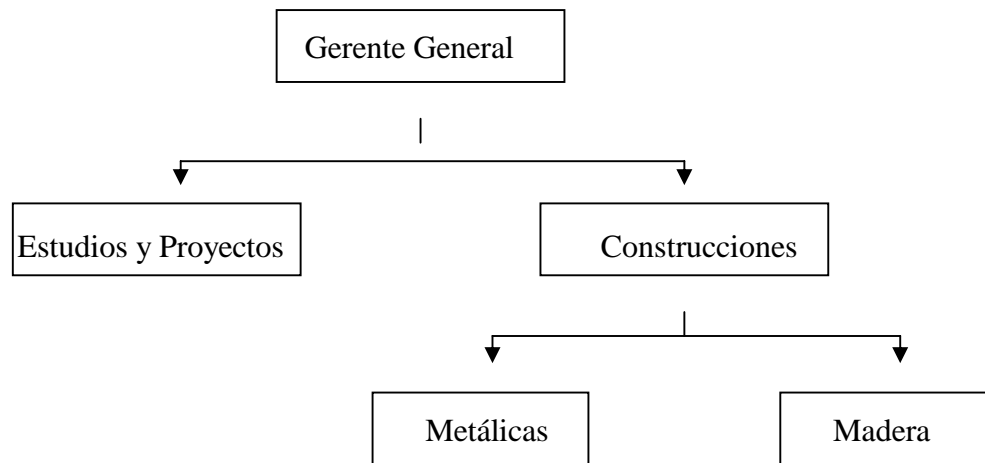 Gerente General
Estudios y Proyectos
Construcciones
Metálicas
Madera